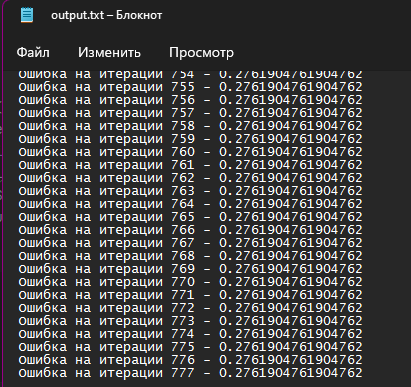 output.txt – Блокнот
Файл Изменить Просмотр
Ошибка на итерации 754 - 0.2761904761904762
Ошибка на итерации 755 - 0.2761904761904762
Ошибка на итерации 756 - 0.2761904761904762
Ошибка на итерации 757 - 0.2761904761904762
Ошибка на итерации 758 - 0.2761904761904762
Ошибка на итерации 759 - 0.2761904761904762
Ошибка на итерации 760 - 0.2761904761904762
Ошибка на итерации 761 - 0.2761904761904762
Ошибка на итерации 762 - 0.2761904761904762
Ошибка на итерации 763 - 0.2761904761904762
Ошибка на итерации 764 - 0.2761904761904762
Ошибка на итерации 765 - 0.2761904761904762
Ошибка на итерации 766 - 0.2761904761904762
Ошибка на итерации 767 - 0.2761904761904762
Ошибка на итерации 768 - 0.2761904761904762
Ошибка на итерации 769 - 0.2761904761904762
Ошибка на итерации 770 - 0.2761904761904762
Ошибка на итерации 771 - 0.2761904761904762
Ошибка на итерации 772 - 0.2761904761904762
Ошибка на итерации 773 - 0.2761904761904762
Ошибка на итерации 774 - 0.2761904761904762
Ошибка на итерации 775 - 0.2761904761904762
Ошибка на итерации 776 - 0.2761904761904762
Ошибка на итерации 777 - 0.2761904761904762